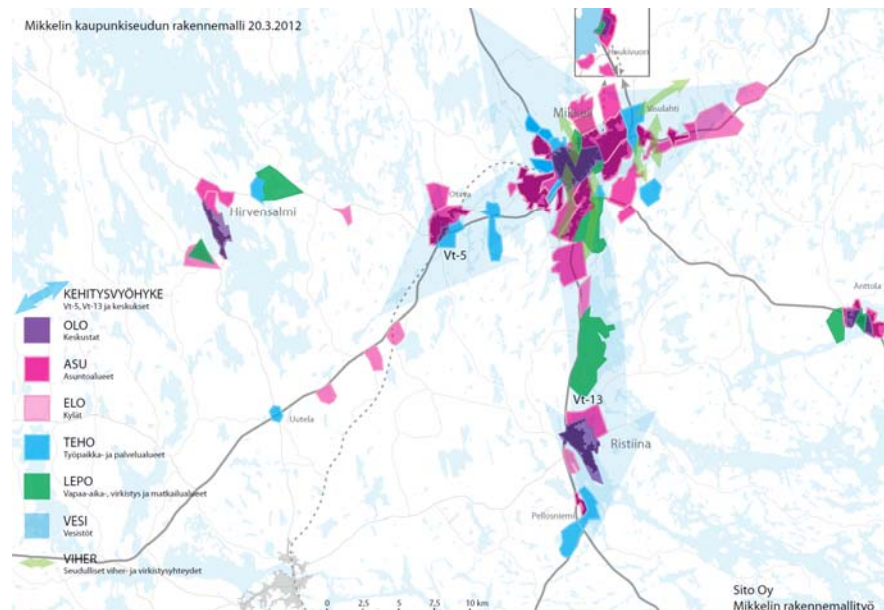 Mikkelin kaupunkiseudun rakennemalli 20.3.2012
Haukivuori
Mikkeli
Visulahti
Otava
Hirvensalmi
Vt-5
Anttola
KEHITYSVYÖHYKE
Vt-5, Vt-13 ja keskukset
OLO
Keskustat
ASU
Asuntoalueet
ELO
Kylät
TEHO
Työpaikka- ja palvelualueet
LEPO
Vapaa-aika-, virkistys ja matkailualueet
VESI
Vesistöt
VIHER
Seudulliset viher- ja virkistysyhteydet
Vt-13
Uutela
Ristiina
Pellosniemi
0 2,5 5 7,5 10 km
Sito Oy
Mikkelin rakennemallityö